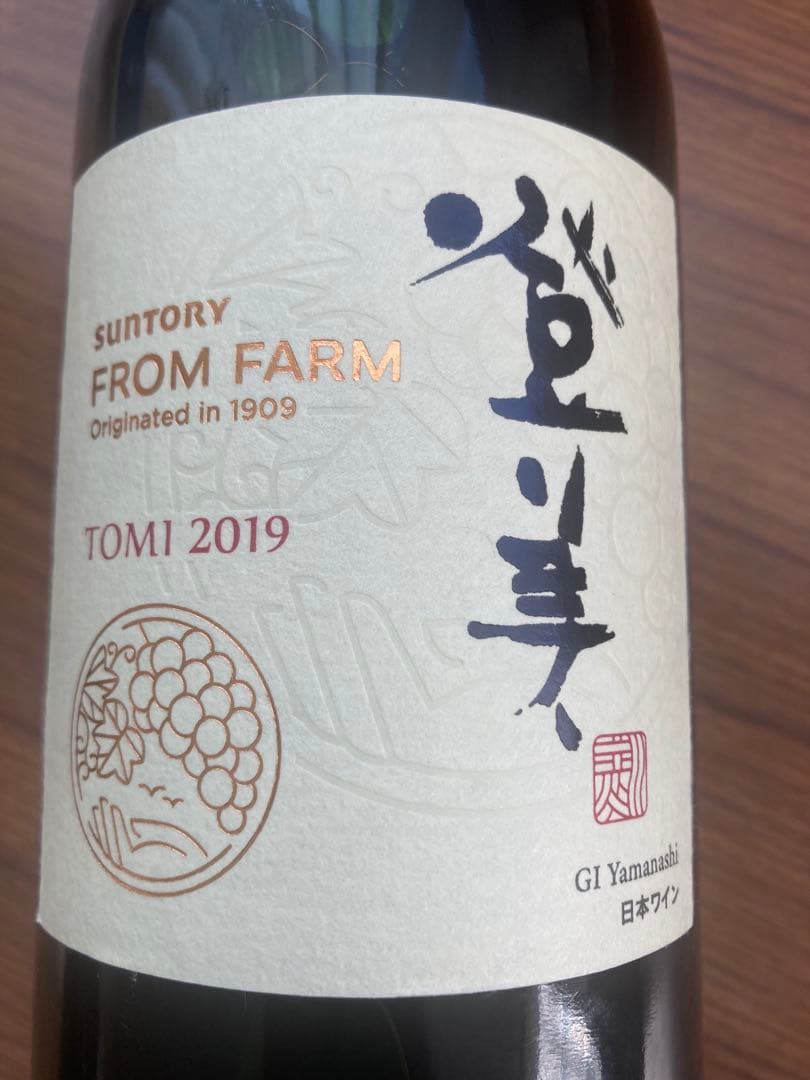 SUNTORY
FROM FARM
Originated in 1909
TOMI 2019
登美
GI Yamanashi
日本ワイン